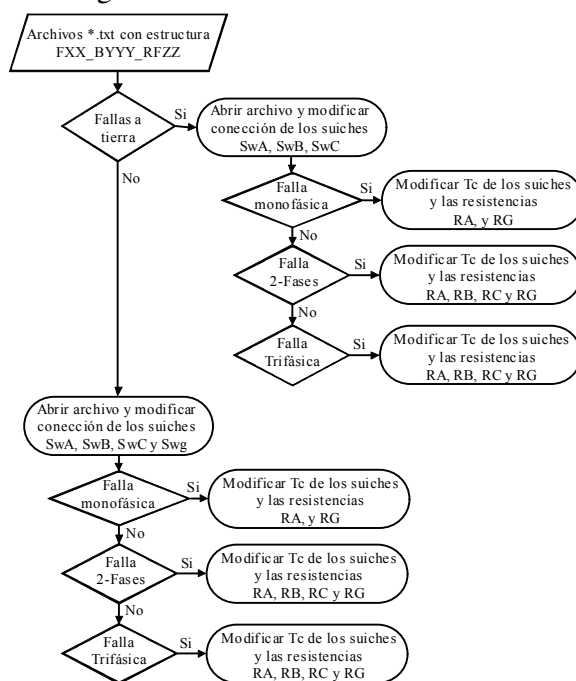 Archivos *.txt con estructura
FXX_BYYY_RFZZ
Fallas a
tierra
Si
No
Abrir archivo y modificar
conección de los suiches
SwA, SwB, SwC
Falla
monofásica
Si
No
Modificar Tc de los suiches
y las resistencias
RA, y RG
Falla
2-Fases
Si
No
Modificar Tc de los suiches
y las resistencias
RA, RB, RC y RG
Falla
Trifásica
Si
Modificar Tc de los suiches
y las resistencias
RA, RB, RC y RG
Abrir archivo y modificar
conección de los suiches
SwA, SwB, SwC y Swg
Falla
monofásica
Si
No
Modificar Tc de los suiches
y las resistencias
RA, y RG
Falla
2-Fases
Si
No
Modificar Tc de los suiches
y las resistencias
RA, RB, RC y RG
Falla
Trifásica
Si
Modificar Tc de los suiches
y las resistencias
RA, RB, RC y RG